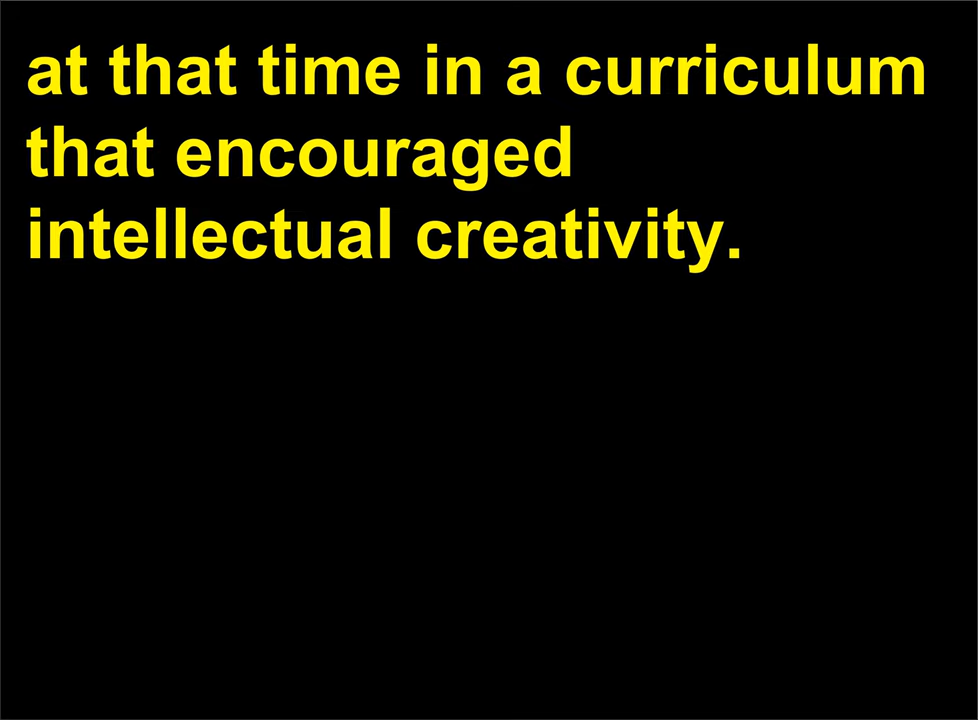 at that time in a curriculum
that encouraged
intellectual creativity.